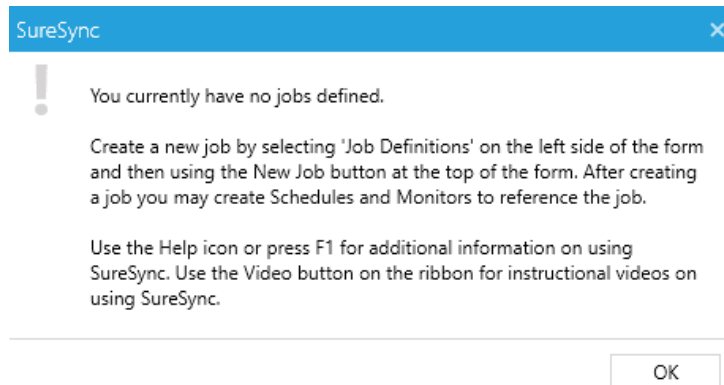 SureSync
You currently have no jobs defined.
Create a new job by selecting 'Job Definitions' on the left side of the form
and then using the New Job button at the top of the form. After creating
a job you may create Schedules and Monitors to reference the job.
Use the Help icon or press F1 for additional information on using
SureSync. Use the Video button on the ribbon for instructional videos on
using SureSync.
OK